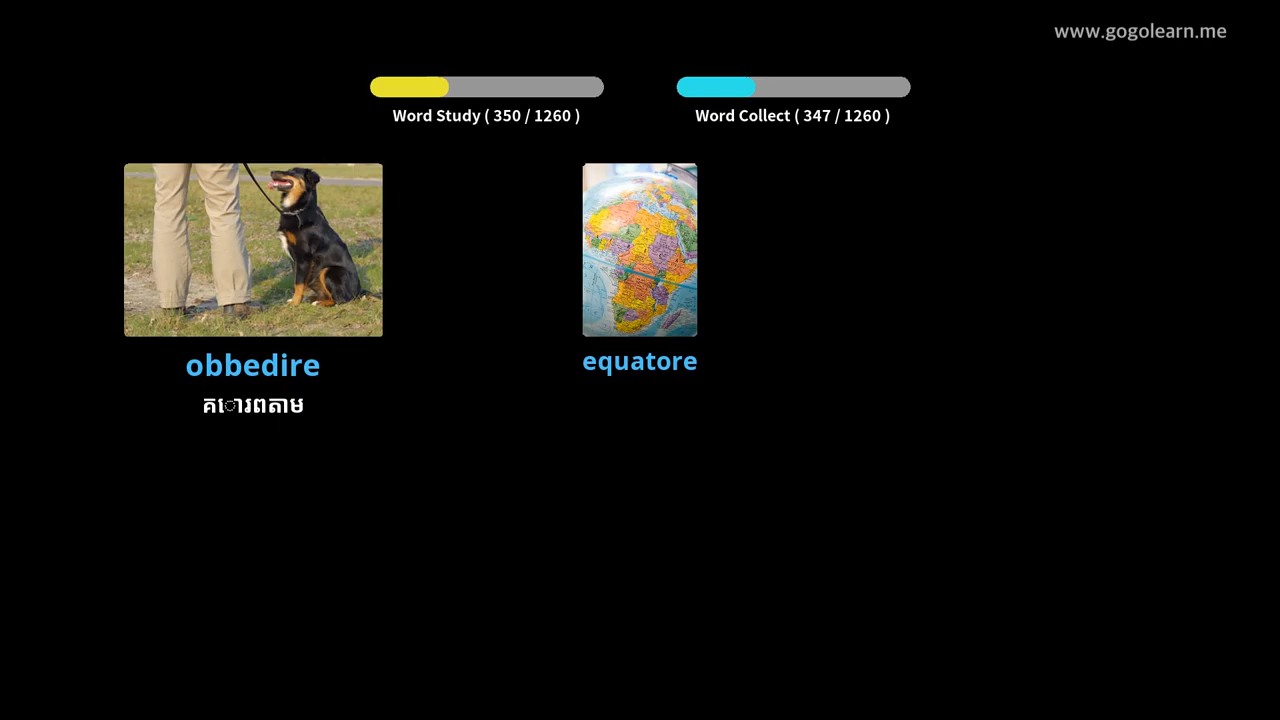 www.gogolearn.me
Word Study ( 350 / 1260 )
Word Collect ( 347 / 1260 )
obbedire
equatore
គោរពតាម